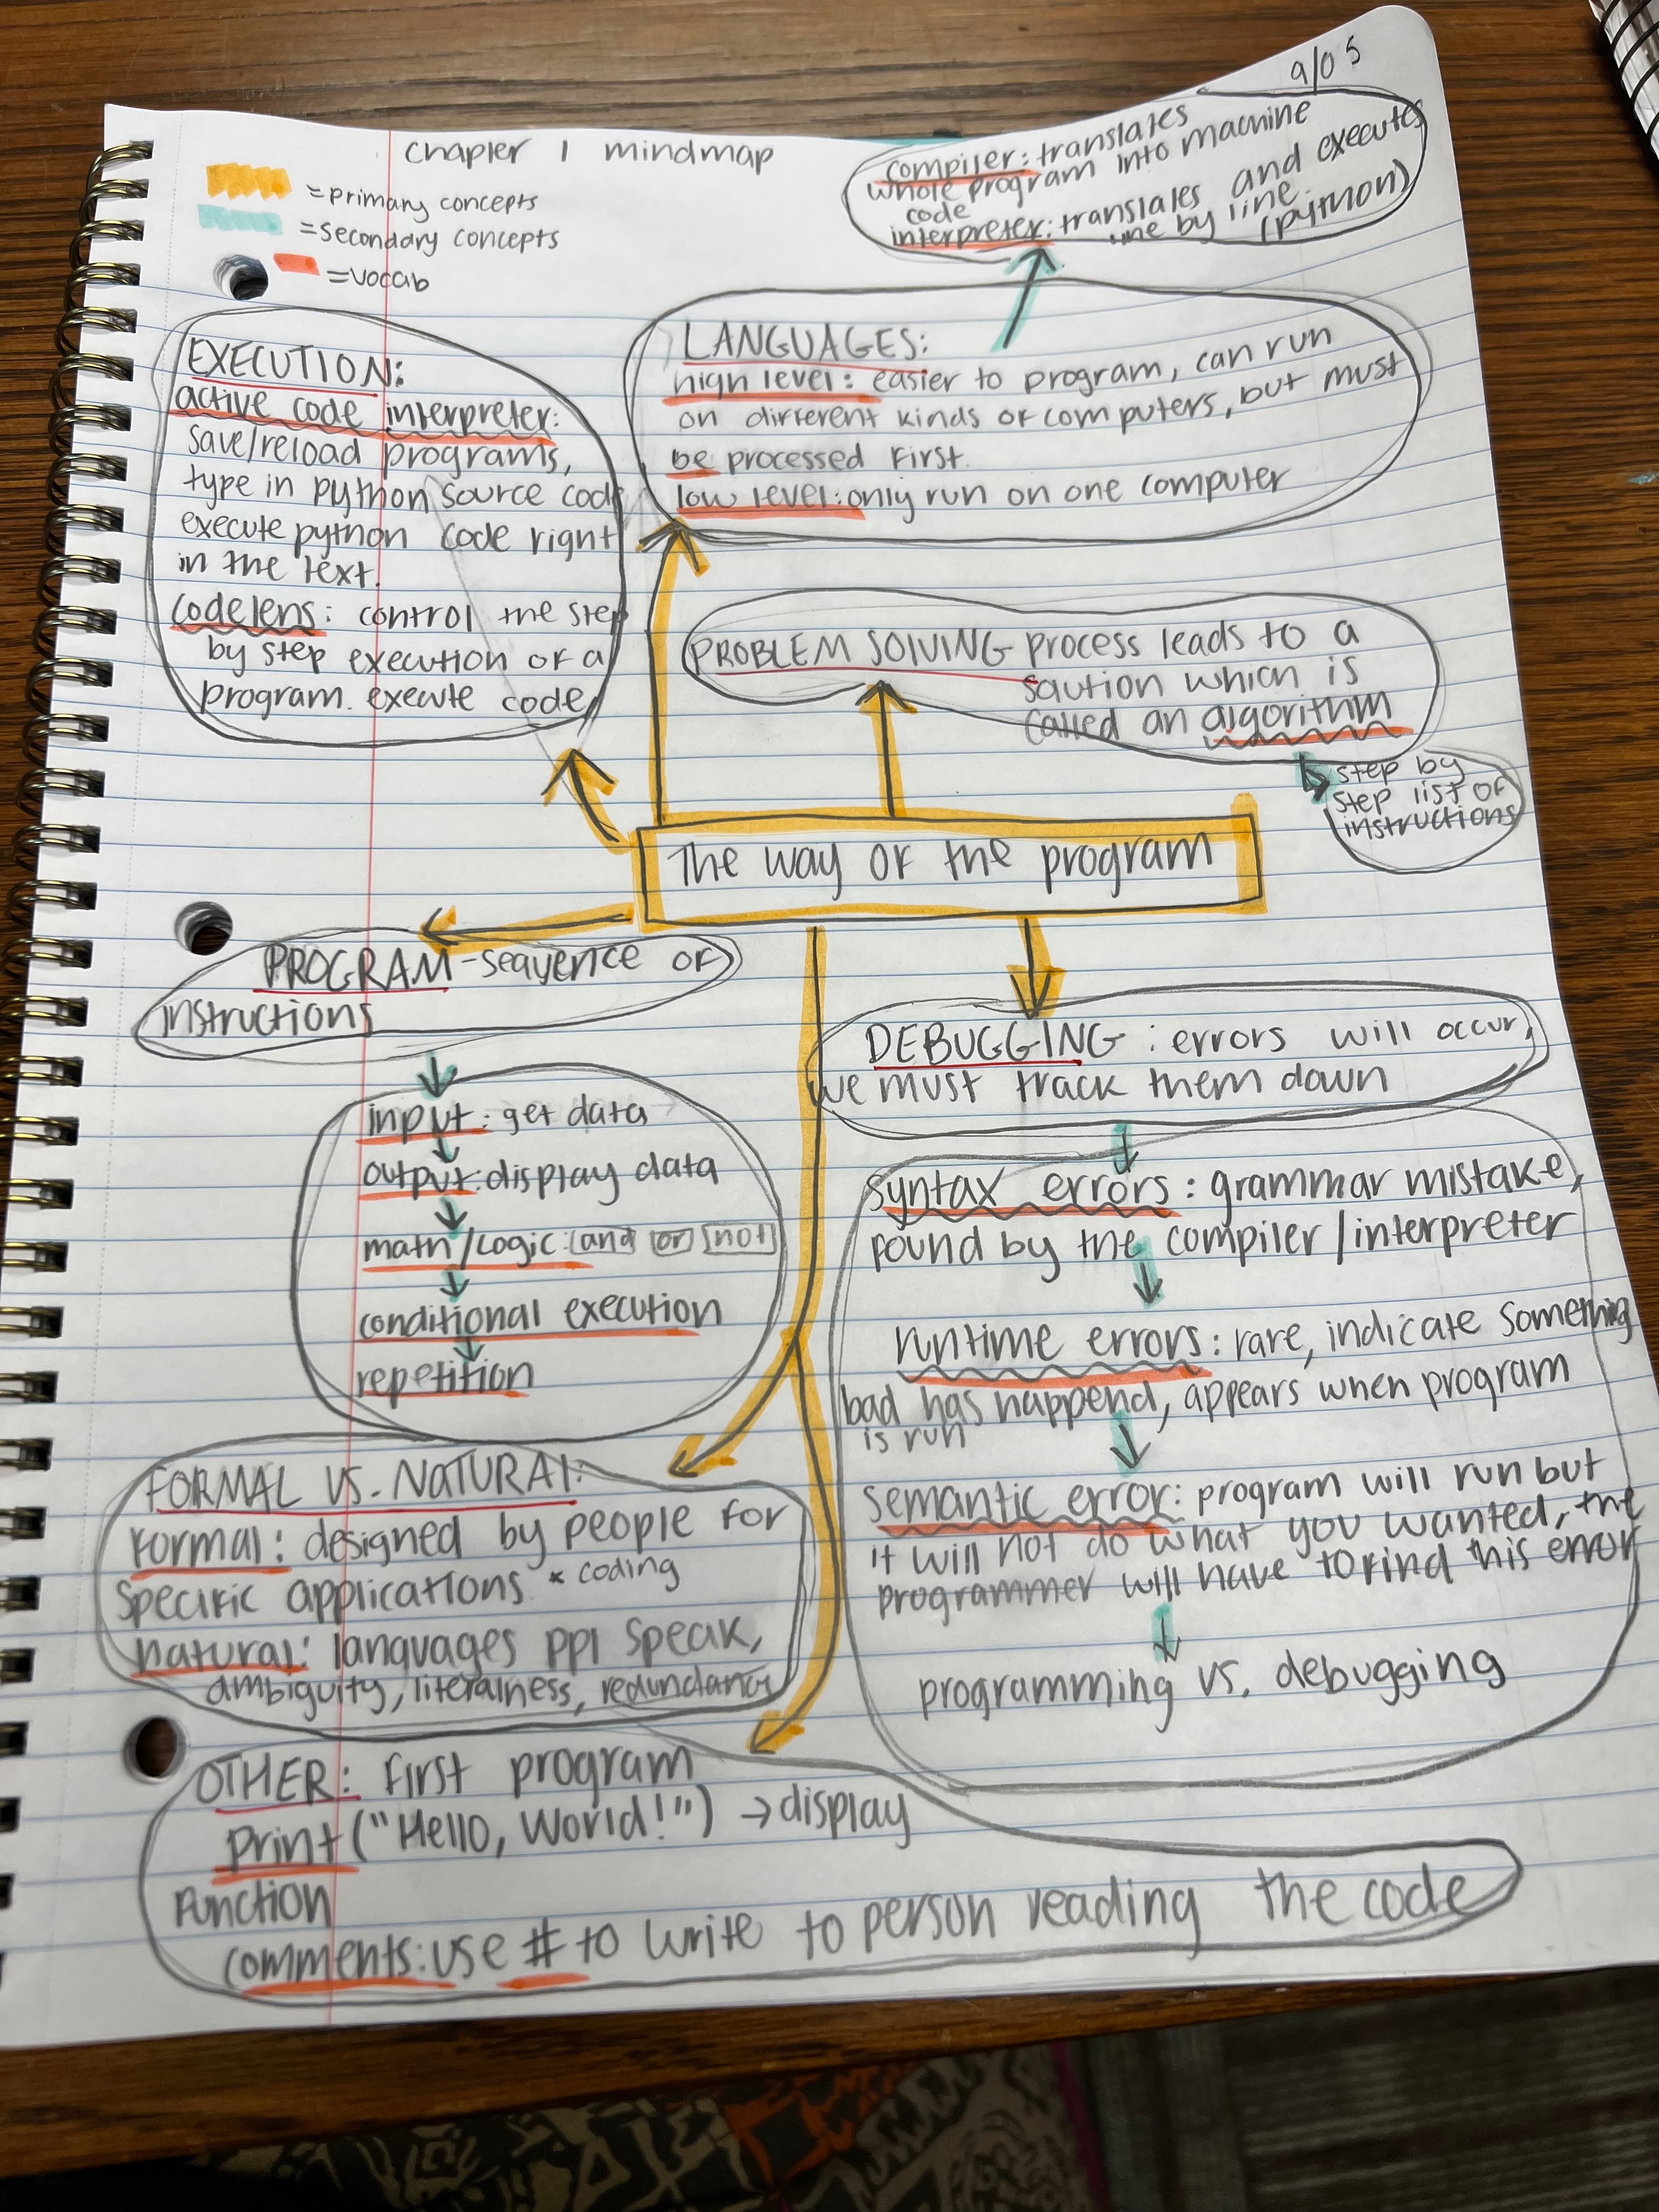 9/05
chapter 1 mindmap
=primary concepts
=secondary concepts
=vocab
compiler: translates
whole program into machine
code
interpreter: translates and executes
line by line
(python)
EXECUTION:
active code interpreter:
save/reload programs,
type in python source code
execute python code right
in the text.
codelens: control the step
by step execution of a
program. execute code
LANGUAGES:
high level: easier to program, can run
on different kinds of computers, but must
be processed first.
low level: only run on one computer
PROBLEM SOLVING process leads to a
saution which is
called an algorithm
step by
step list of
instructions
The way of the program
PROGRAM - sequence of
instructions
input: get data
output: display data
math/logic: and or not
conditional execution
repetition
DEBUGGING: errors will occur,
we must track them down
syntax errors: grammar mistake,
found by the compiler/interpreter
runtime errors: rare, indicate something
bad has happend, appears when program
is run
semantic error: program will run but
it will not do what you wanted, the
programmer will have to find this error
programming vs. debugging
FORMAL VS. NATURAL:
formal: designed by people for
specific applications * coding
natural: languages ppl speak,
ambiguity, literalness, redundancy
OTHER: first program
print("Hello, World!") → display
function
comments: use # to write to person reading the code